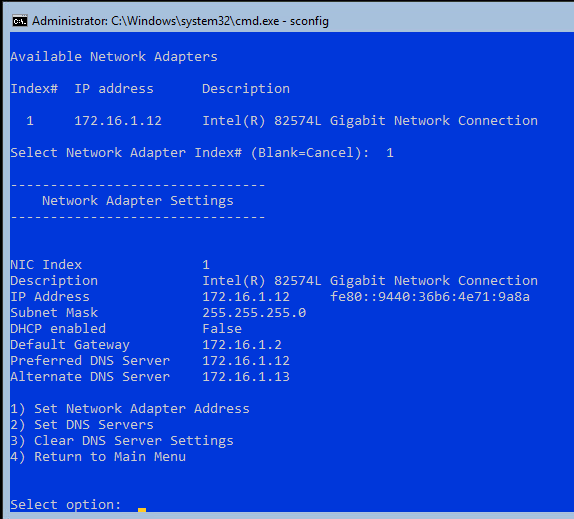 Administrator: C:\Windows\system32\cmd.exe - sconfig
Available Network Adapters
Index#  IP address      Description
  1     172.16.1.12     Intel(R) 82574L Gigabit Network Connection
Select Network Adapter Index# (Blank=Cancel):  1
--------------------------------
    Network Adapter Settings
--------------------------------
NIC Index               1
Description             Intel(R) 82574L Gigabit Network Connection
IP Address              172.16.1.12     fe80::9440:36b6:4e71:9a8a
Subnet Mask             255.255.255.0
DHCP enabled            False
Default Gateway         172.16.1.2
Preferred DNS Server    172.16.1.12
Alternate DNS Server    172.16.1.13
1) Set Network Adapter Address
2) Set DNS Servers
3) Clear DNS Server Settings
4) Return to Main Menu
Select option: